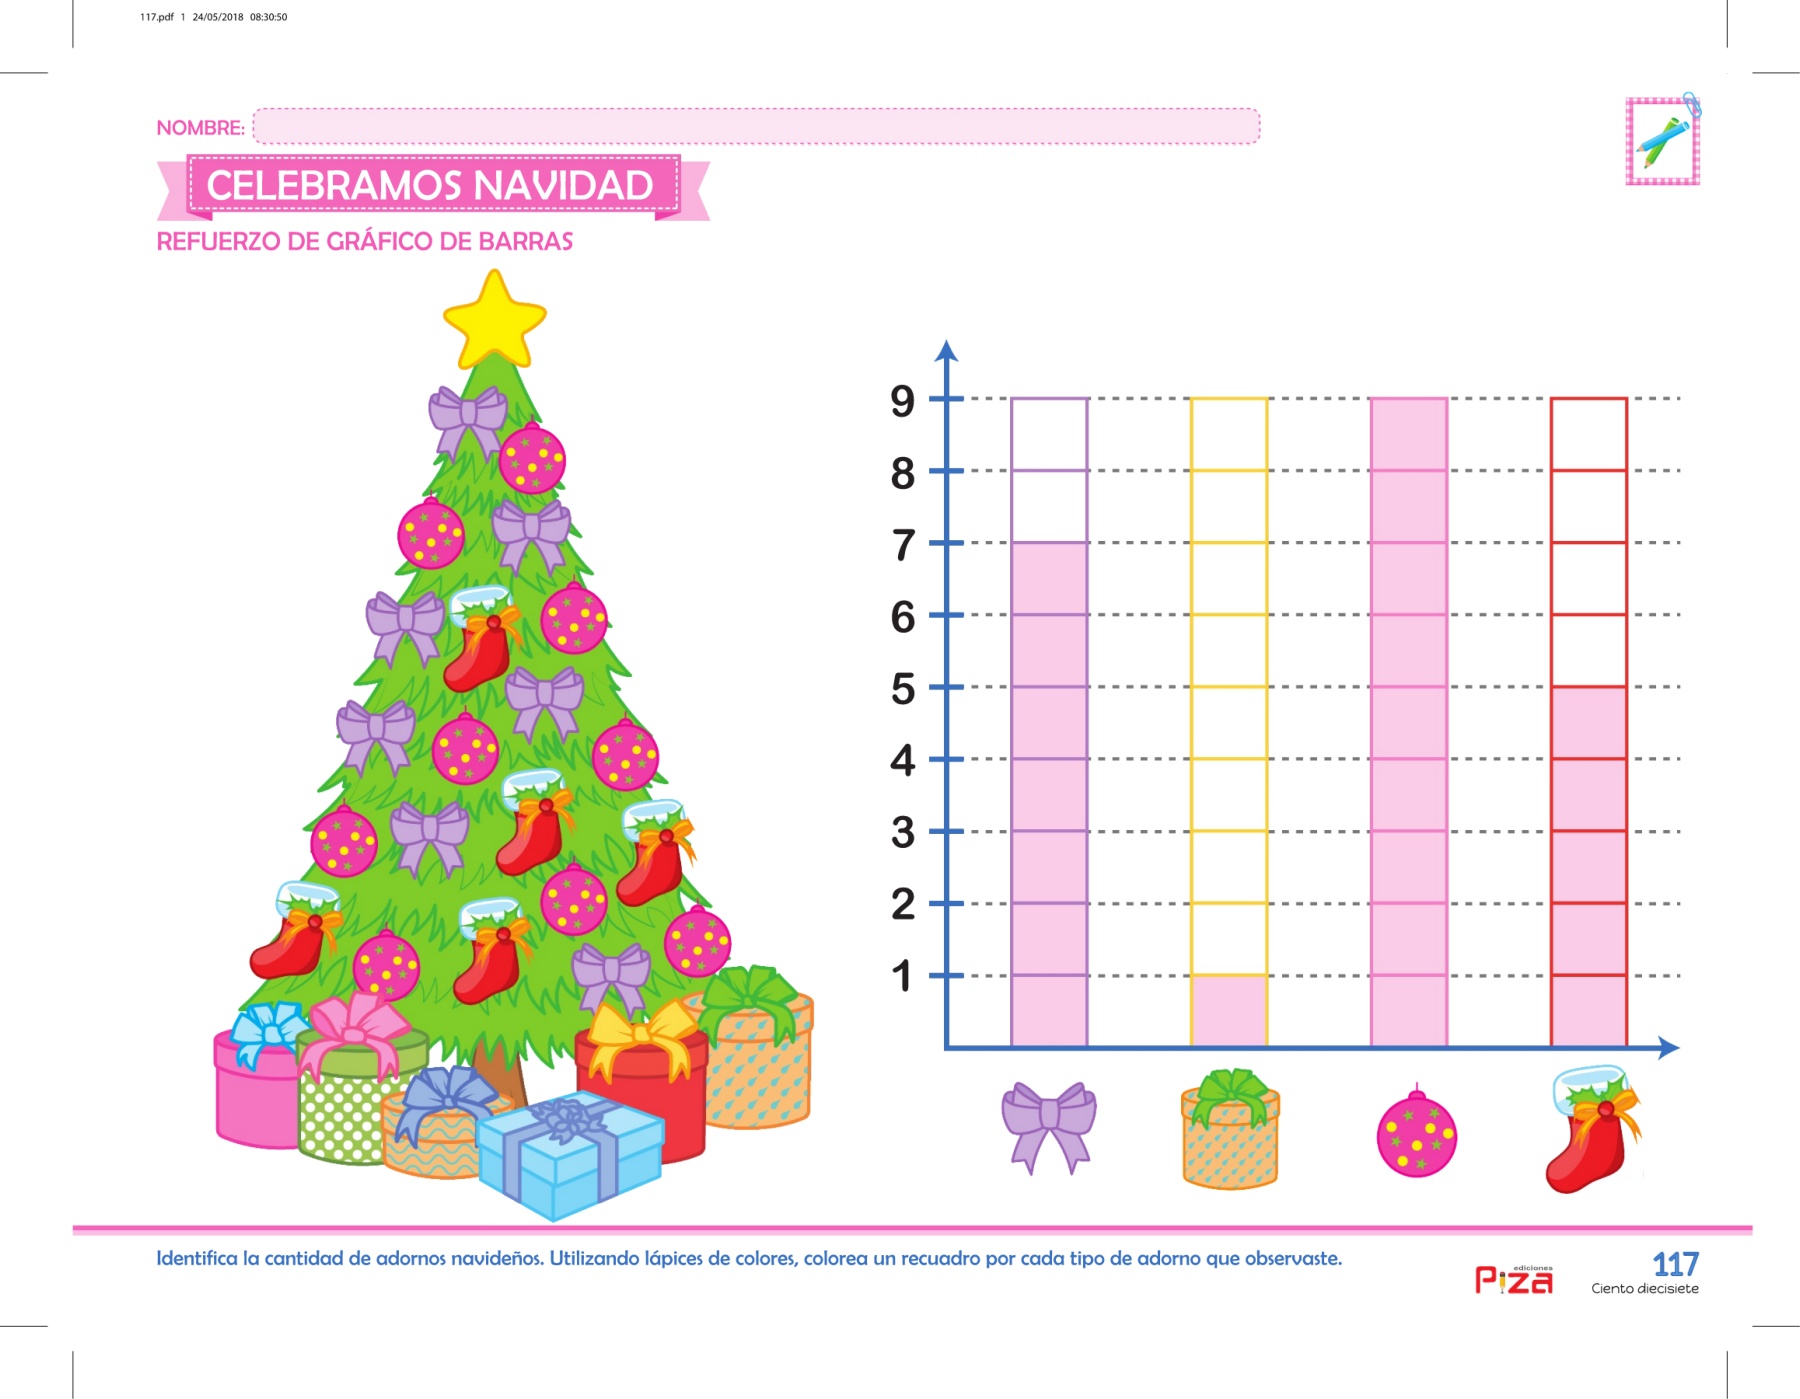 117.pdf 1 24/05/2018 08:30:50
NOMBRE:
CELEBRAMOS NAVIDAD
REFUERZO DE GRÁFICO DE BARRAS
9
8
7
6
5
4
3
2
1
Identifica la cantidad de adornos navideños. Utilizando lápices de colores, colorea un recuadro por cada tipo de adorno que observaste.
ediciones
Piza
117
Ciento diecisiete